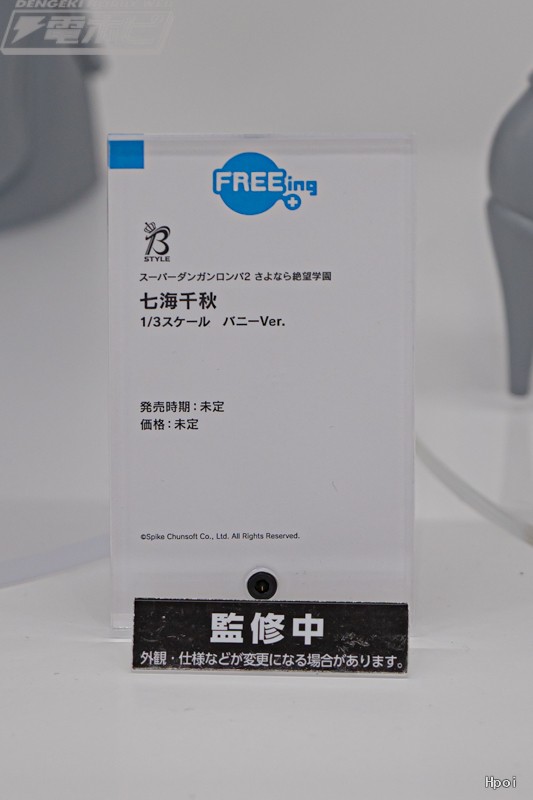 DENGEKI
電ホビ
FREEing
B
STYLE
スーパーダンガンロンパ2 さよなら絶望学園
七海千秋
1/3スケール　バニーVer.
発売時期：未定
価格：未定
©Spike Chunsoft Co., Ltd. All Rights Reserved.
監修中
外観・仕様などが変更になる場合があります。
Hpoi